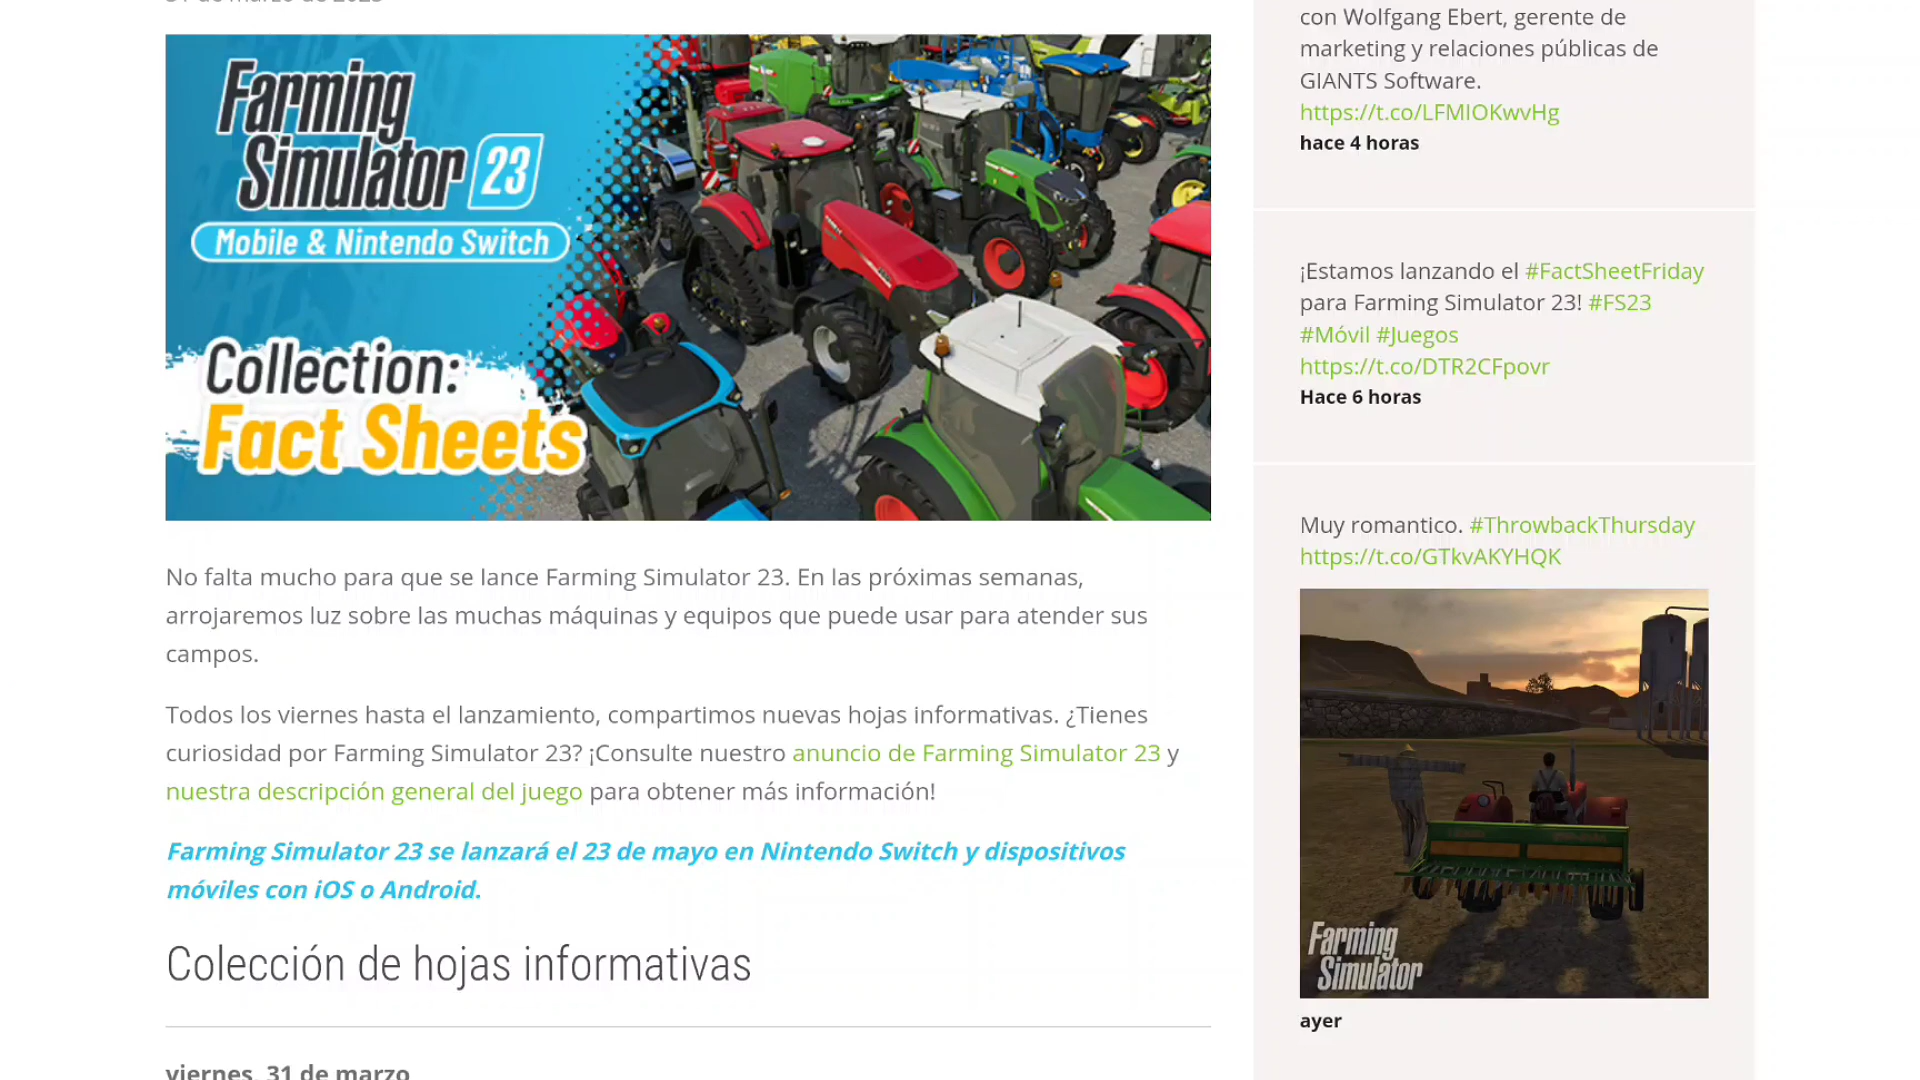 31 de marzo de 2023
Farming
Simulator 23
Mobile & Nintendo Switch
Collection:
Fact Sheets
No falta mucho para que se lance Farming Simulator 23. En las próximas semanas,
arrojaremos luz sobre las muchas máquinas y equipos que puede usar para atender sus
campos.
Todos los viernes hasta el lanzamiento, compartimos nuevas hojas informativas. ¿Tienes
curiosidad por Farming Simulator 23? ¡Consulte nuestro anuncio de Farming Simulator 23 y
nuestra descripción general del juego para obtener más información!
Farming Simulator 23 se lanzará el 23 de mayo en Nintendo Switch y dispositivos
móviles con iOS o Android.
Colección de hojas informativas
viernes, 31 de marzo
con Wolfgang Ebert, gerente de
marketing y relaciones públicas de
GIANTS Software.
https://t.co/LFMIOKwvHg
hace 4 horas
¡Estamos lanzando el #FactSheetFriday
para Farming Simulator 23! #FS23
#Móvil #Juegos
https://t.co/DTR2CFpovr
Hace 6 horas
Muy romantico. #ThrowbackThursday
https://t.co/GTkvAKYHQK
Farming
Simulator
ayer